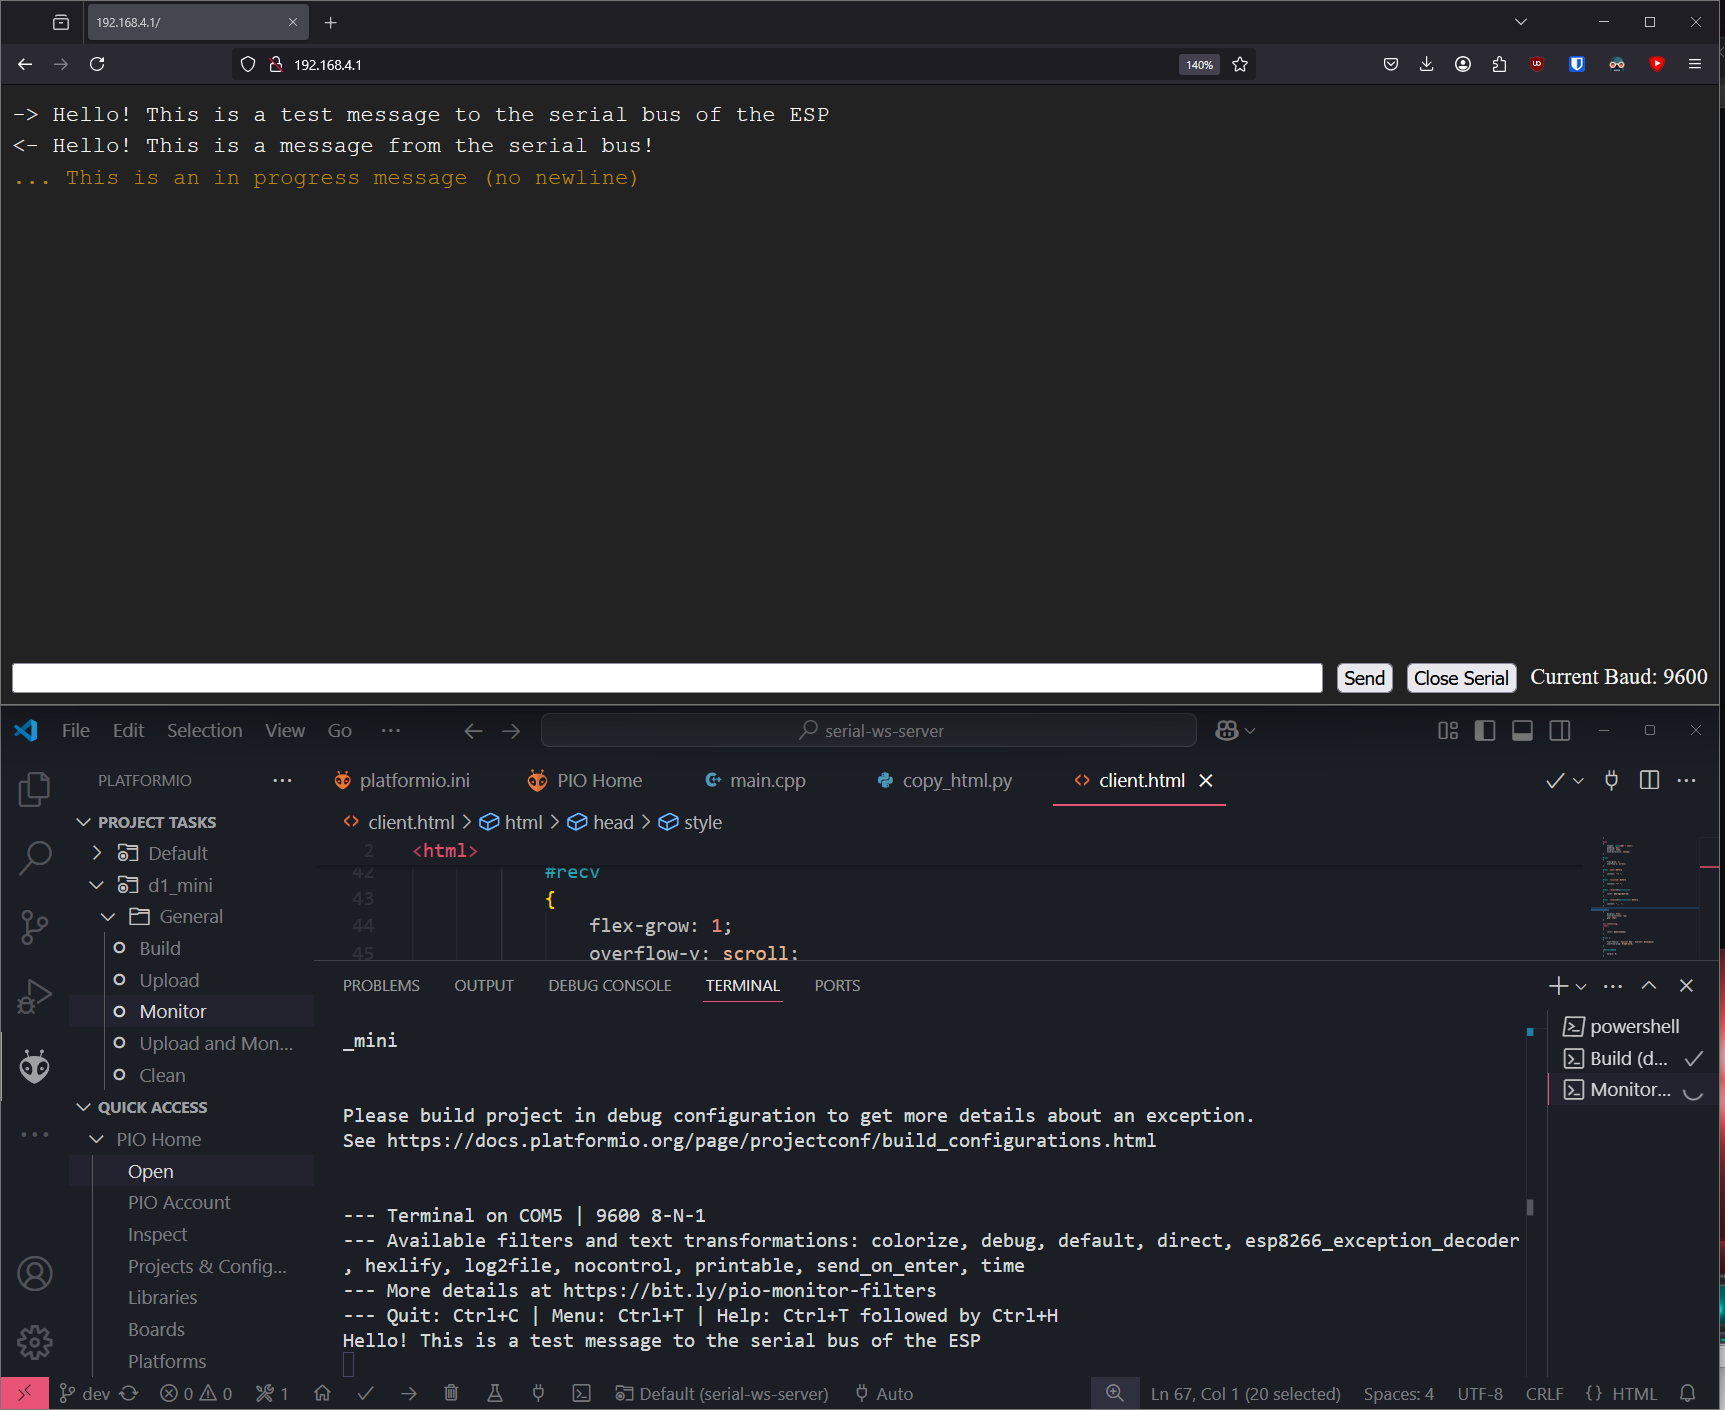 192.168.4.1/
192.168.4.1
140%
-> Hello! This is a test message to the serial bus of the ESP
<- Hello! This is a message from the serial bus!
... This is an in progress message (no newline)
Send
Close Serial
Current Baud: 9600
File Edit Selection View Go ...
serial-ws-server
PLATFORMIO
PROJECT TASKS
Default
d1_mini
General
Build
Upload
Monitor
Upload and Mon...
Clean
QUICK ACCESS
PIO Home
Open
PIO Account
Inspect
Projects & Config...
Libraries
Boards
Platforms
platformio.ini PIO Home main.cpp copy_html.py client.html
client.html > html > head > style
2 <html>
42 #recv
43 {
44 flex-grow: 1;
45 overflow-y: scroll;
PROBLEMS OUTPUT DEBUG CONSOLE TERMINAL PORTS
_mini
Please build project in debug configuration to get more details about an exception.
See https://docs.platformio.org/page/projectconf/build_configurations.html
--- Terminal on COM5 | 9600 8-N-1
--- Available filters and text transformations: colorize, debug, default, direct, esp8266_exception_decoder
, hexlify, log2file, nocontrol, printable, send_on_enter, time
--- More details at https://bit.ly/pio-monitor-filters
--- Quit: Ctrl+C | Menu: Ctrl+T | Help: Ctrl+T followed by Ctrl+H
Hello! This is a test message to the serial bus of the ESP
powershell
Build (d...
Monitor...
dev 0 0 1 Default (serial-ws-server) Auto Ln 67, Col 1 (20 selected) Spaces: 4 UTF-8 CRLF {} HTML